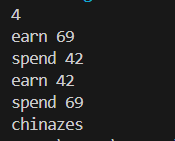 4
earn 69
spend 42
earn 42
spend 69
chinazes